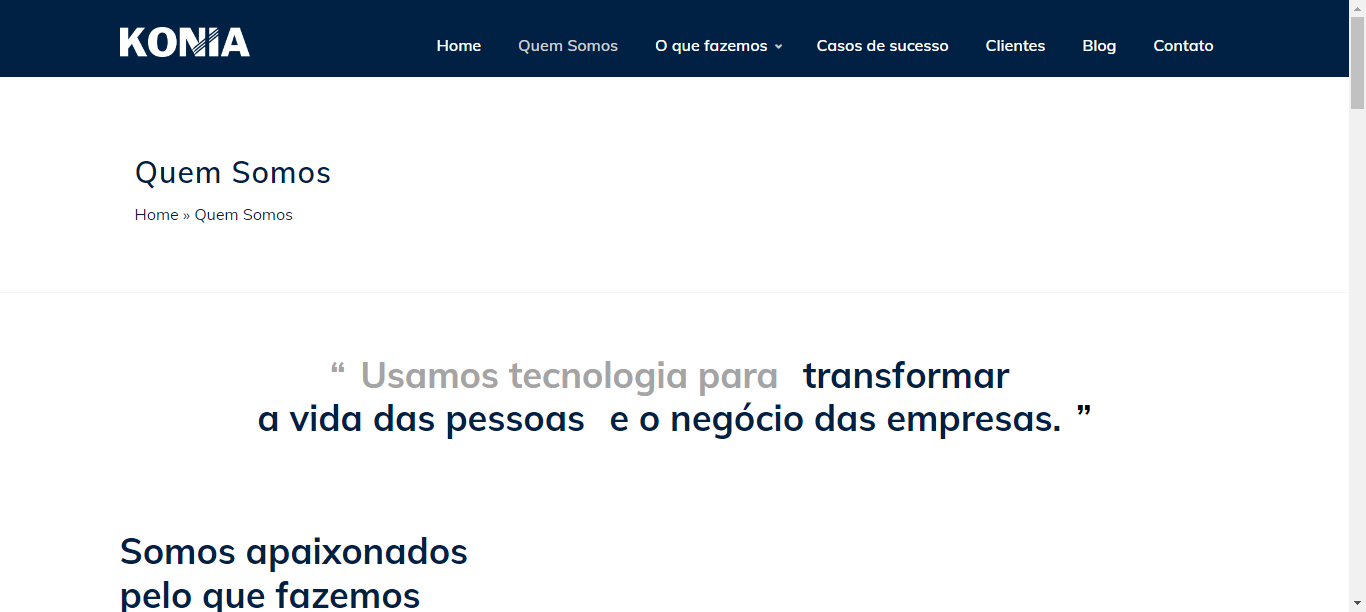 KONIA
Home Quem Somos O que fazemos Casos de sucesso Clientes Blog Contato
Quem Somos
Home » Quem Somos
“ Usamos tecnologia para transformar
a vida das pessoas e o negócio das empresas. ”
Somos apaixonados
pelo que fazemos